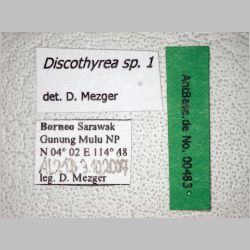 Discothyrea sp. 1
det. D. Mezger
Borneo Sarawak
Gunung Mulu NP
N 04° 02 E 114° 48
leg. D. Mezger
AntBase.de No. 00483